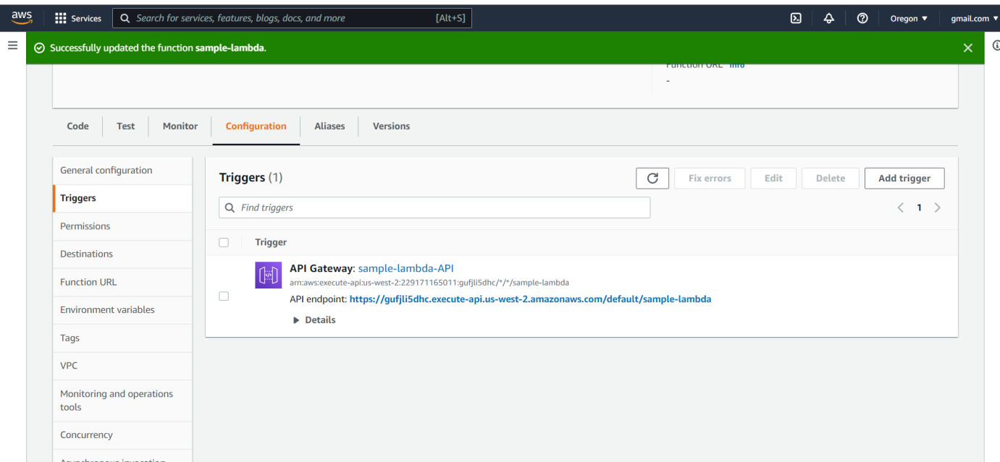 aws
Services
Search for services, features, blogs, docs, and more [Alt+S]
Oregon
gmail.com
Successfully updated the function sample-lambda.
Function URL Info
-
Code
Test
Monitor
Configuration
Aliases
Versions
General configuration
Triggers
Permissions
Destinations
Function URL
Environment variables
Tags
VPC
Monitoring and operations
tools
Concurrency
Asynchronous invocation
Triggers (1)
Fix errors
Edit
Delete
Add trigger
Find triggers
1
Trigger
API Gateway: sample-lambda-API
arn:aws:execute-api:us-west-2:229171165011:gufjli5dhc/*/*/sample-lambda
API endpoint: https://gufjli5dhc.execute-api.us-west-2.amazonaws.com/default/sample-lambda
Details